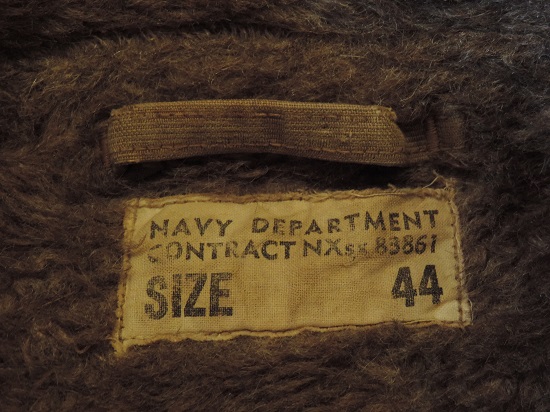 NAVY DEPARTMENT
CONTRACT NXsx 83861
SIZE 44